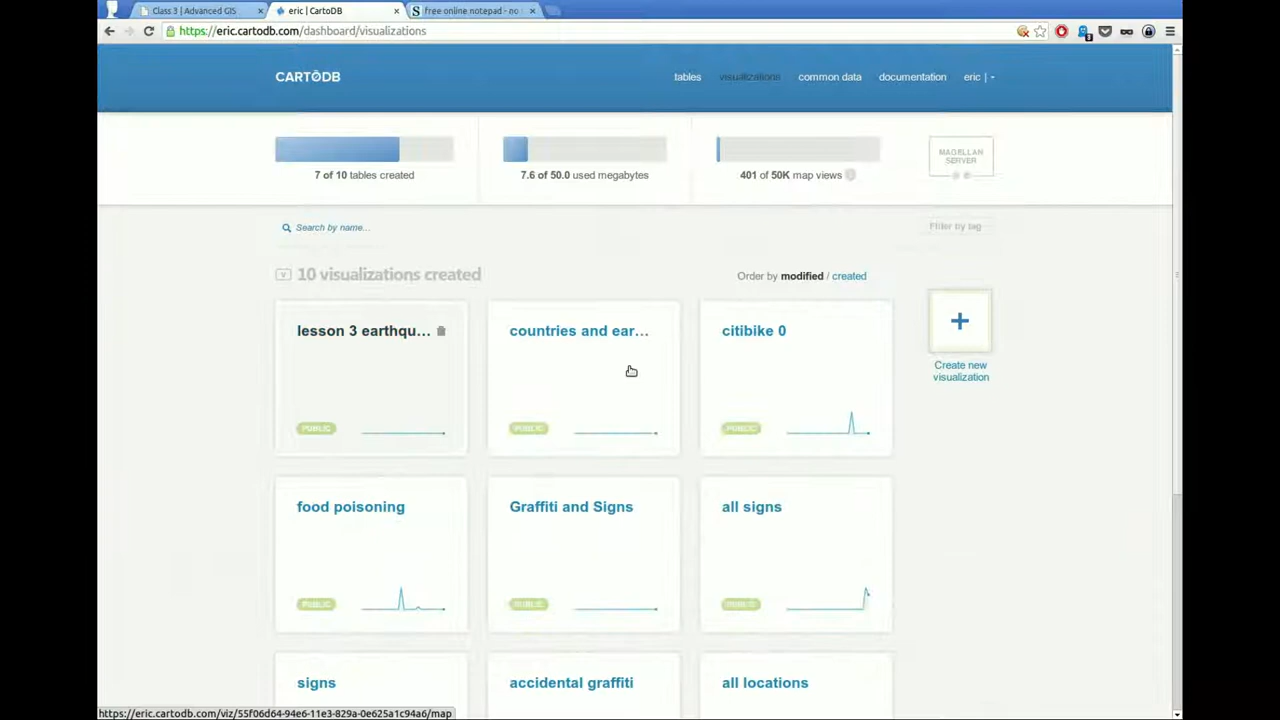 Class 3 | Advanced GIS
eric | CartoDB
free online notepad - no
https://eric.cartodb.com/dashboard/visualizations
CARTODB
tables
visualizations
common data
documentation
eric |
7 of 10 tables created
7.6 of 50.0 used megabytes
401 of 50K map views
MAGELLAN
SERVER
Search by name...
Filter by tag
10 visualizations created
Order by modified / created
lesson 3 earthqu...
countries and ear...
citibike 0
Create new
visualization
PUBLIC
PUBLIC
PUBLIC
food poisoning
Graffiti and Signs
all signs
PUBLIC
PUBLIC
PUBLIC
signs
accidental graffiti
all locations
https://eric.cartodb.com/viz/55f06d64-94e6-11e3-829a-0e625a1c94a6/map